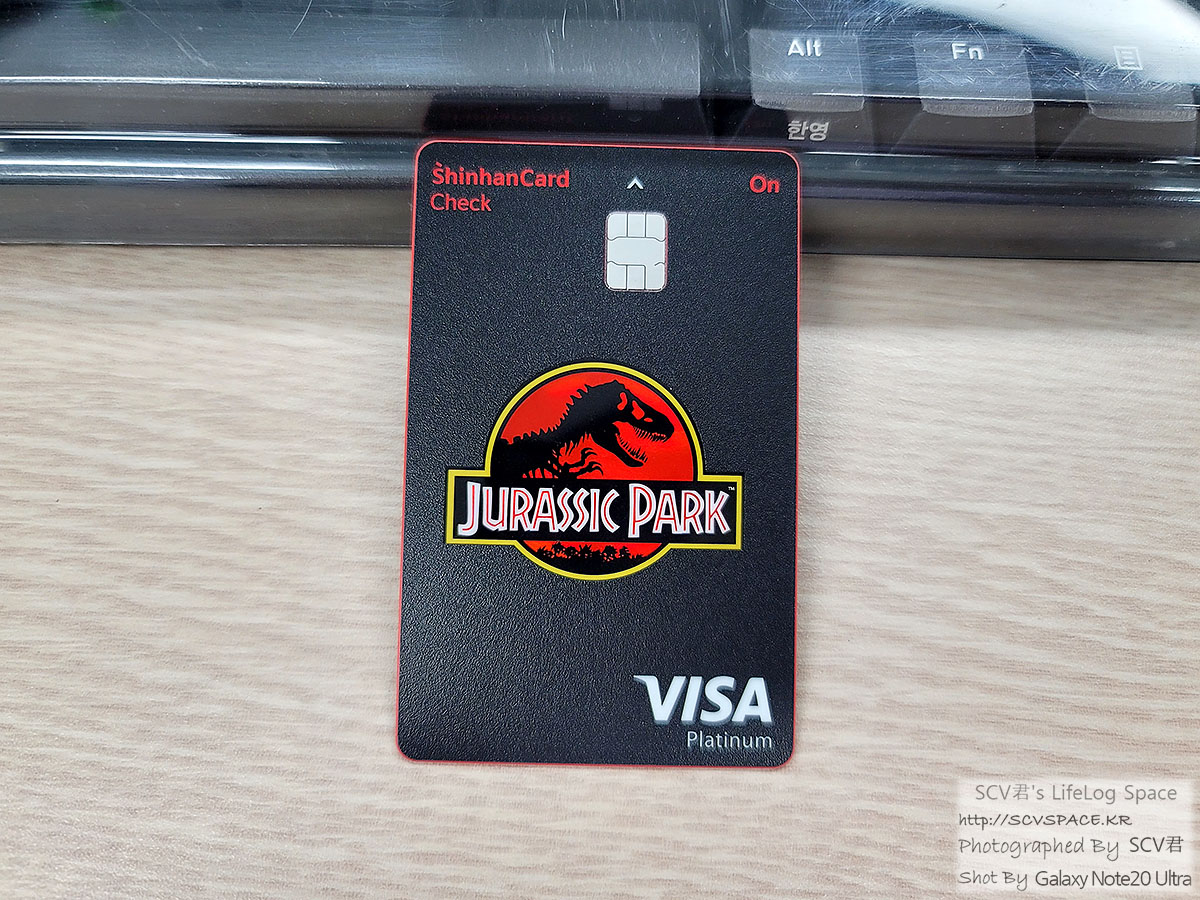 Alt
Fn
한영
ShinhanCard
On
Check
JURASSIC PARK™
VISA
Platinum
SCV君's LifeLog Space
http://SCVSPACE.KR
Photographed By SCV君
Shot By Galaxy Note20 Ultra